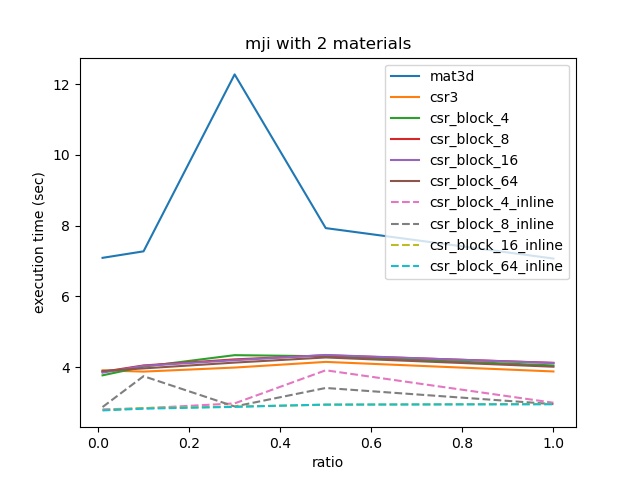 mji with 2 materials
12
10
8
6
4
execution time (sec)
0.0 0.2 0.4 0.6 0.8 1.0
ratio
mat3d
csr3
csr_block_4
csr_block_8
csr_block_16
csr_block_64
csr_block_4_inline
csr_block_8_inline
csr_block_16_inline
csr_block_64_inline